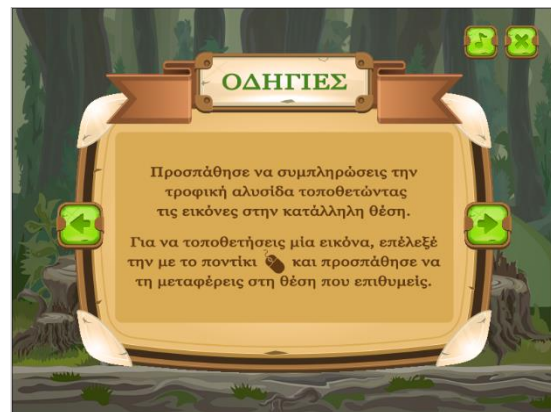 ΟΔΗΓΙΕΣ
Προσπάθησε να συμπληρώσεις την
τροφική αλυσίδα τοποθετώντας
τις εικόνες στην κατάλληλη θέση.
Για να τοποθετήσεις μία εικόνα, επέλεξέ
την με το ποντίκι και προσπάθησε να
τη μεταφέρεις στη θέση που επιθυμείς.